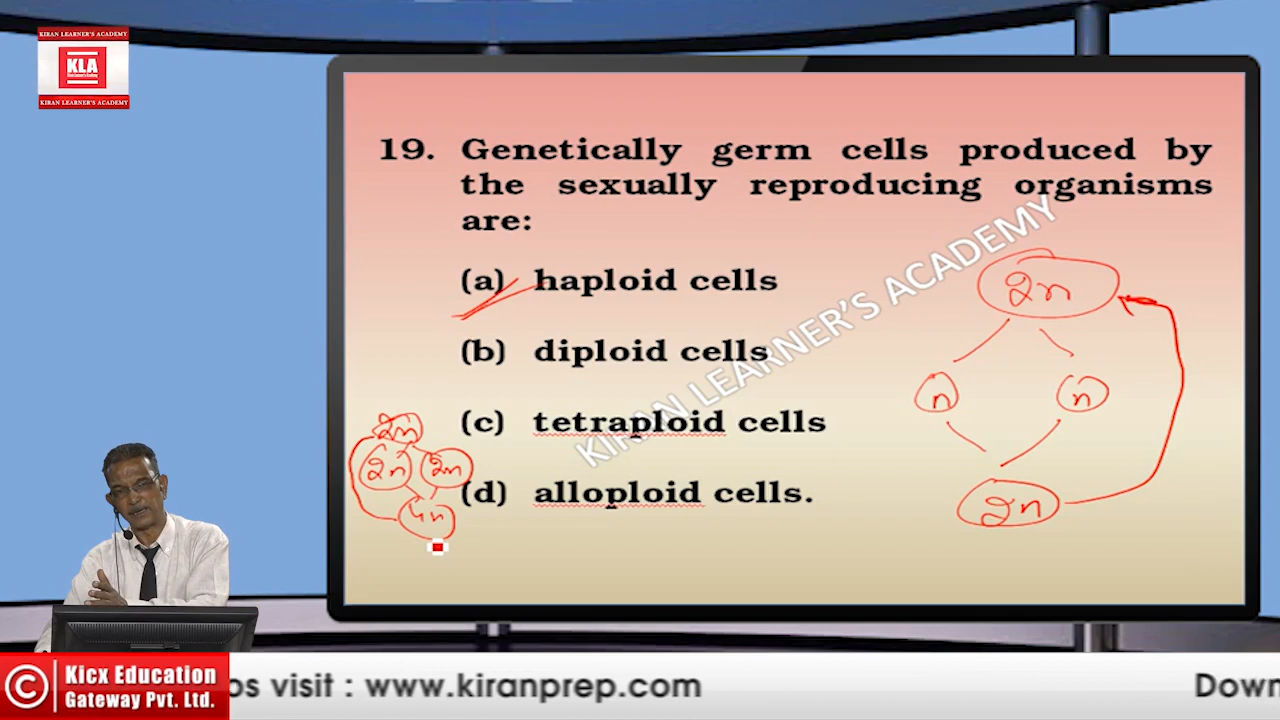 KIRAN LEARNER'S ACADEMY
KLA
KIRAN LEARNER'S ACADEMY
19. Genetically germ cells produced by
the sexually reproducing organisms
are:
(a) haploid cells
(b) diploid cells
(c) tetraploid cells
(d) alloploid cells.
KIRAN LEARNER'S ACADEMY
2n
n n
2n
2n
2n 2n
4n
© Kicx Education
Gateway Pvt. Ltd.
os visit : www.kiranprep.com
Down